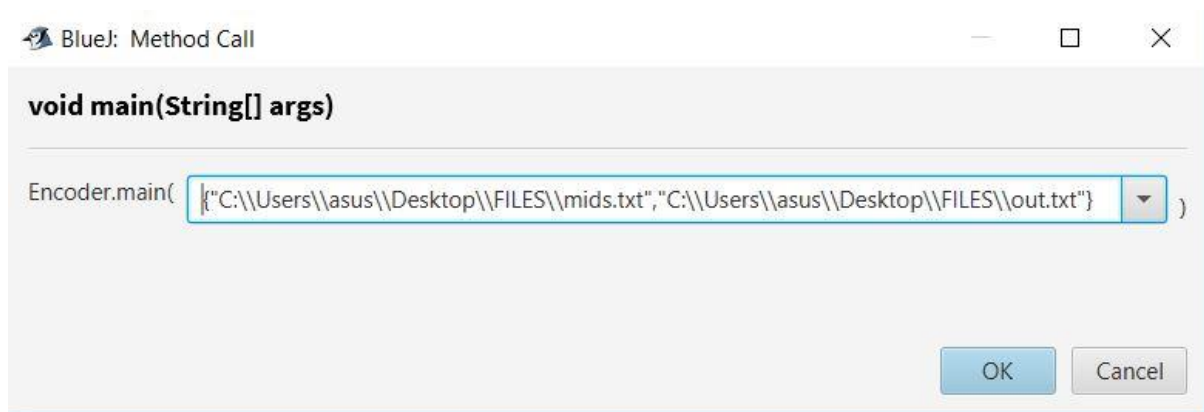 BlueJ: Method Call
void main(String[] args)
Encoder.main( {"C:\\Users\\asus\\Desktop\\FILES\\mids.txt","C:\\Users\\asus\\Desktop\\FILES\\out.txt"} )
OK Cancel